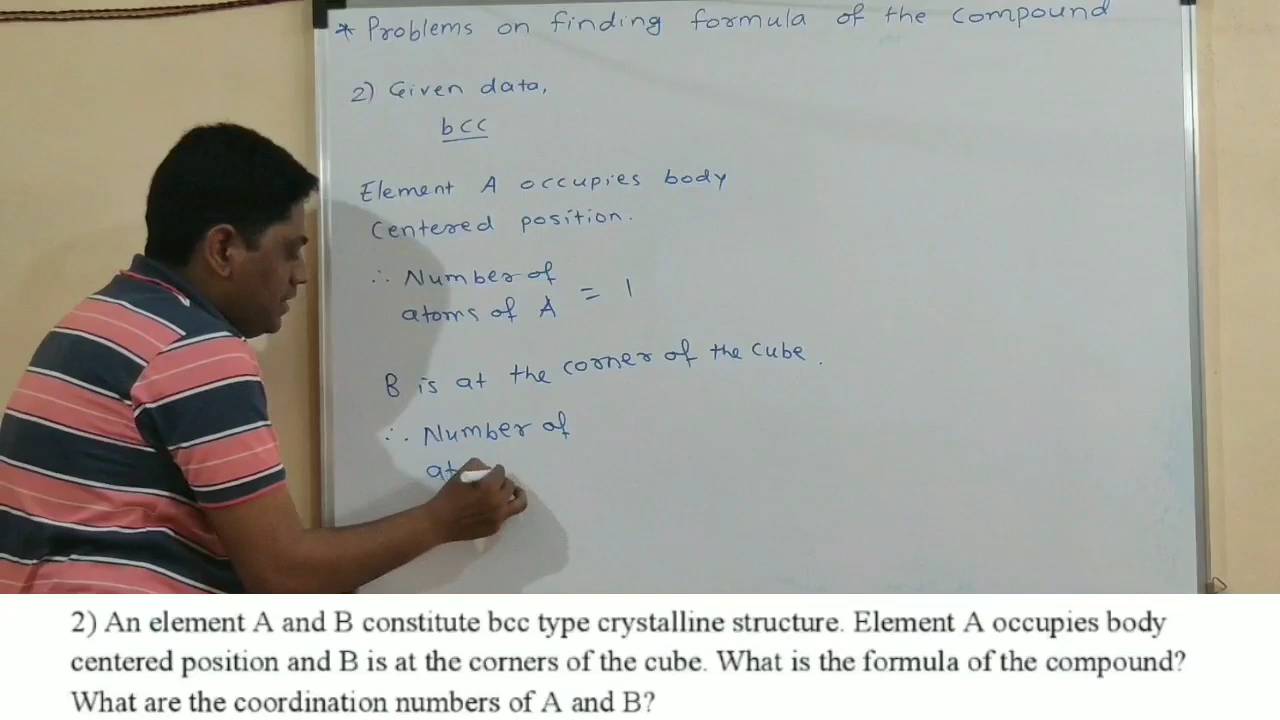 * Problems on finding formula of the compound
2) Given data,
bcc
Element A occupies body
Centered position.
∴ Number of
atoms of A = 1
B is at the corner of the cube.
∴ Number of
at
2) An element A and B constitute bcc type crystalline structure. Element A occupies body
centered position and B is at the corners of the cube. What is the formula of the compound?
What are the coordination numbers of A and B?